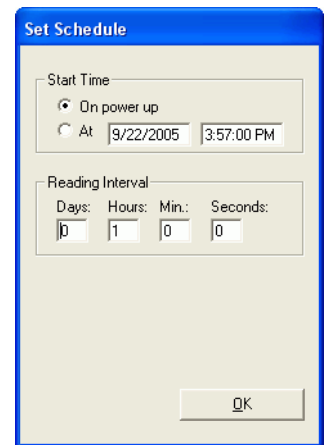 Set Schedule
Start Time
On power up
At 9/22/2005 3:57:00 PM
Reading Interval
Days: Hours: Min.: Seconds:
0 1 0 0
OK